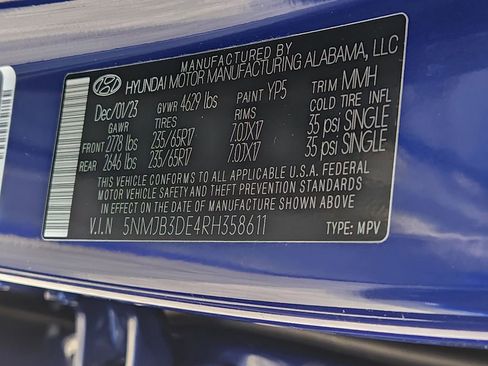 MANUFACTURED BY
HYUNDAI MOTOR MANUFACTURING ALABAMA, LLC
Dec/01/23 GVWR 4629 lbs PAINT YP5 TRIM MMH
GAWR TIRES RIMS COLD TIRE INFL
FRONT 2778 lbs 235/65R17 7.0JX17 35 psi SINGLE
REAR 2646 lbs 235/65R17 7.0JX17 35 psi SINGLE
THIS VEHICLE CONFORMS TO ALL APPLICABLE U.S.A. FEDERAL
MOTOR VEHICLE SAFETY AND THEFT PREVENTION STANDARDS
IN EFFECT ON THE DATE OF MANUFACTURE SHOWN ABOVE.
V.I.N 5NMJB3DE4RH358611 TYPE: MPV